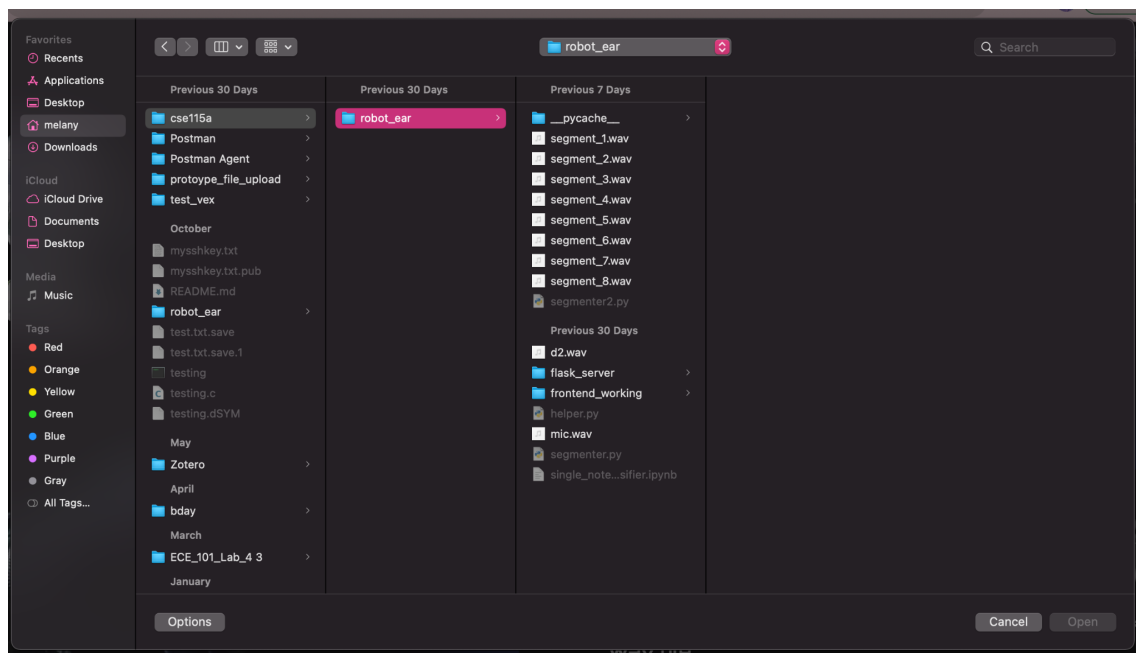 Favorites
Recents
Applications
Desktop
melany
Downloads
iCloud
iCloud Drive
Documents
Desktop
Media
Music
Tags
Red
Orange
Yellow
Green
Blue
Purple
Gray
All Tags...
robot_ear
Search
Previous 30 Days
cse115a
Postman
Postman Agent
protoype_file_upload
test_vex
October
mysshkey.txt
mysshkey.txt.pub
README.md
robot_ear
test.txt.save
test.txt.save.1
testing
testing.c
testing.dSYM
May
Zotero
April
bday
March
ECE_101_Lab_4 3
January
Previous 30 Days
robot_ear
Previous 7 Days
__pycache__
segment_1.wav
segment_2.wav
segment_3.wav
segment_4.wav
segment_5.wav
segment_6.wav
segment_7.wav
segment_8.wav
segmenter2.py
Previous 30 Days
d2.wav
flask_server
frontend_working
helper.py
mic.wav
segmenter.py
single_note...sifier.ipynb
Options
Cancel
Open